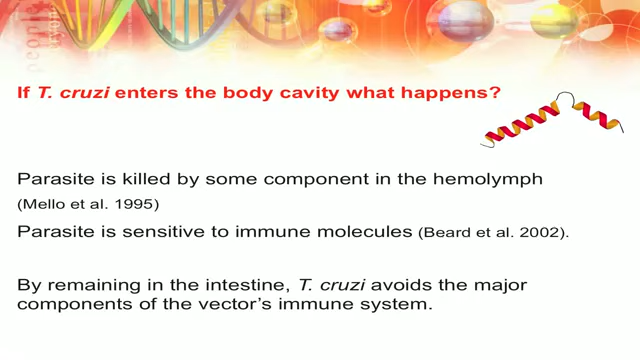 If T. cruzi enters the body cavity what happens?
Parasite is killed by some component in the hemolymph
(Mello et al. 1995)
Parasite is sensitive to immune molecules (Beard et al. 2002).
By remaining in the intestine, T. cruzi avoids the major
components of the vector's immune system.